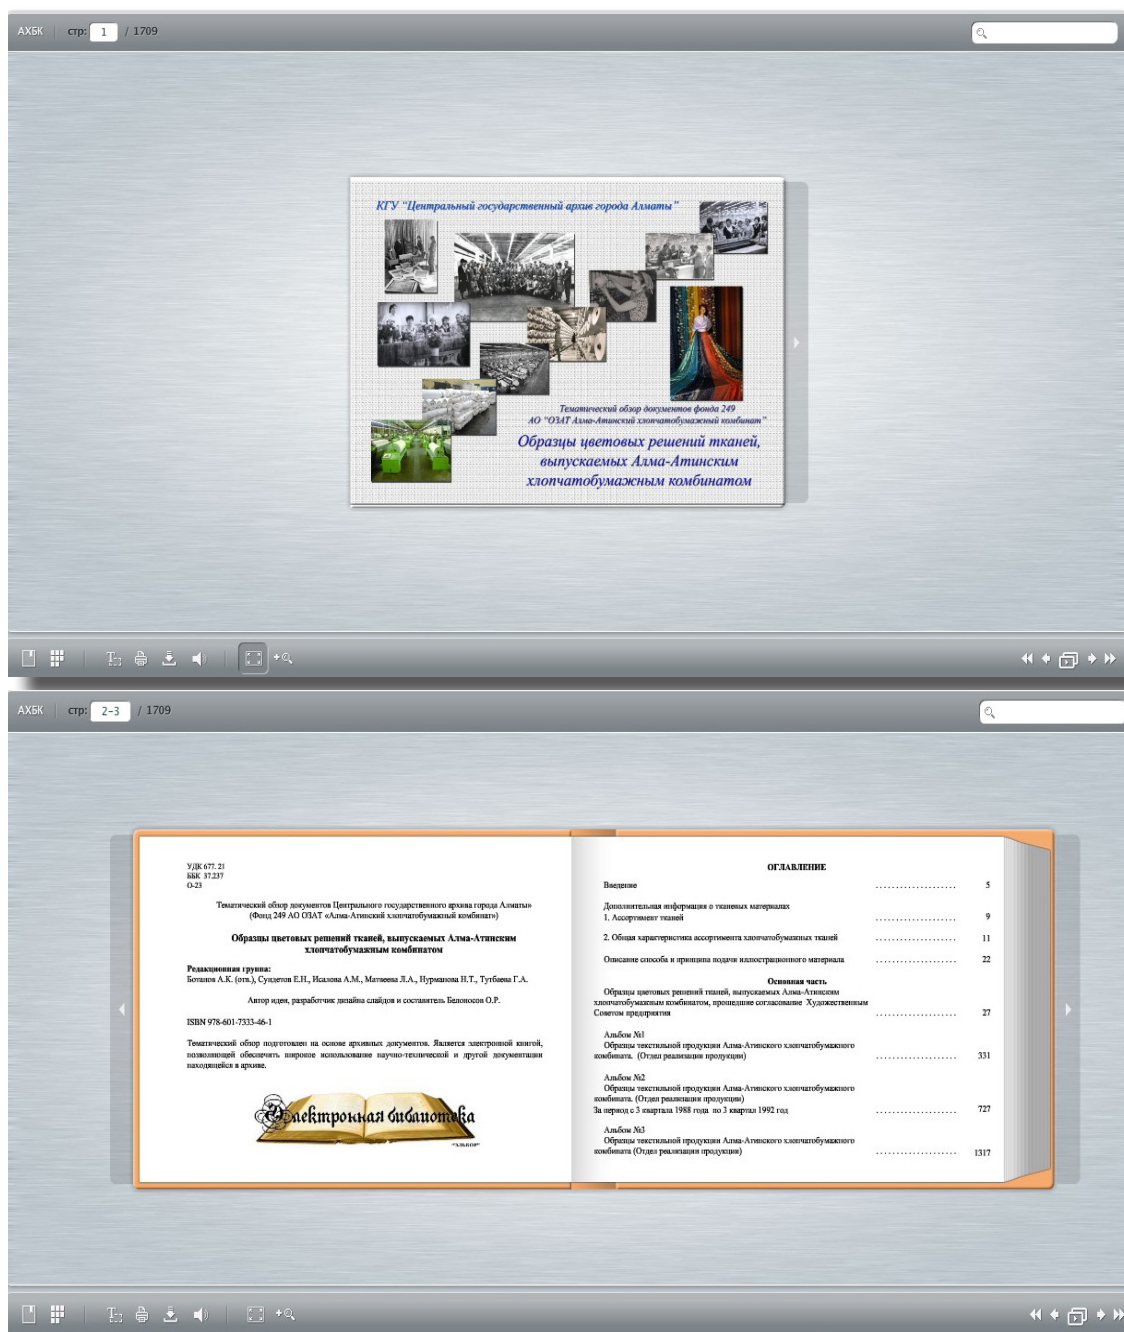 АХБК стр: 1 / 1709
КГУ "Центральный государственный архив города Алматы"
Тематический обзор документов фонда 249
АО "ОЗАТ Алма-Атинский хлопчатобумажный комбинат"
Образцы цветовых решений тканей,
выпускаемых Алма-Атинским
хлопчатобумажным комбинатом
АХБК стр: 2-3 / 1709
УДК 677. 21
ББК 37.237
О-23
Тематический обзор документов Центрального государственного архива города Алматы»
(Фонд 249 АО ОЗАТ «Алма-Атинский хлопчатобумажный комбинат»)
Образцы цветовых решений тканей, выпускаемых Алма-Атинским
хлопчатобумажным комбинатом
Редакционная группа:
Ботанов А.К. (отв.), Сундетов Е.Н., Исахова А.М., Матвеева Л.А., Нурманова Н.Т., Тутбаева Г.А.
Автор идеи, разработчик дизайна слайдов и составитель Белоносов О.Р.
ISBN 978-601-7333-46-1
Тематический обзор подготовлен на основе архивных документов. Является электронной книгой,
позволяющей обеспечить широкое использование научно-технической и другой документации
находящейся в архиве.
Электронная библиотека
"АЛЬБОР"
ОГЛАВЛЕНИЕ
Введение .................... 5
Дополнительная информация о тканевых материалах
1. Ассортимент тканей .................... 9
2. Общая характеристика ассортимента хлопчатобумажных тканей .................... 11
Описание способа и принципа подачи иллюстрационного материала .................... 22
Основная часть
Образцы цветовых решений тканей, выпускаемых Алма-Атинским
хлопчатобумажным комбинатом, прошедшие согласование Художественным
Советом предприятия .................... 27
Альбом №1
Образцы текстильной продукции Алма-Атинского хлопчатобумажного
комбината. (Отдел реализации продукции) .................... 331
Альбом №2
Образцы текстильной продукции Алма-Атинского хлопчатобумажного
комбината. (Отдел реализации продукции)
За период с 3 квартала 1988 года по 3 квартал 1992 год .................... 727
Альбом №3
Образцы текстильной продукции Алма-Атинского хлопчатобумажного
комбината (Отдел реализации продукции) .................... 1317